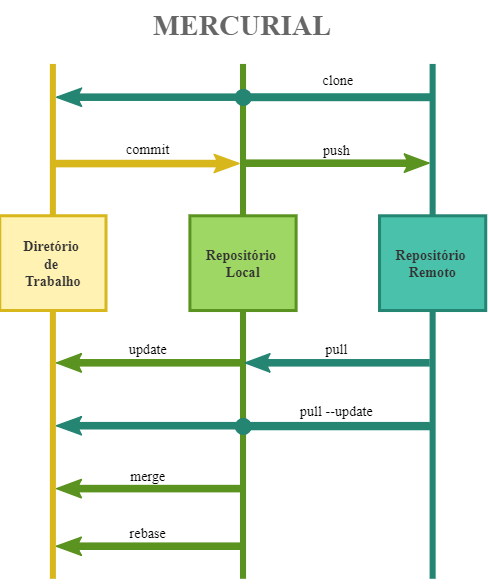 MERCURIAL
clone
commit
push
Diretório
de
Trabalho
Repositório
Local
Repositório
Remoto
update
pull
pull --update
merge
rebase